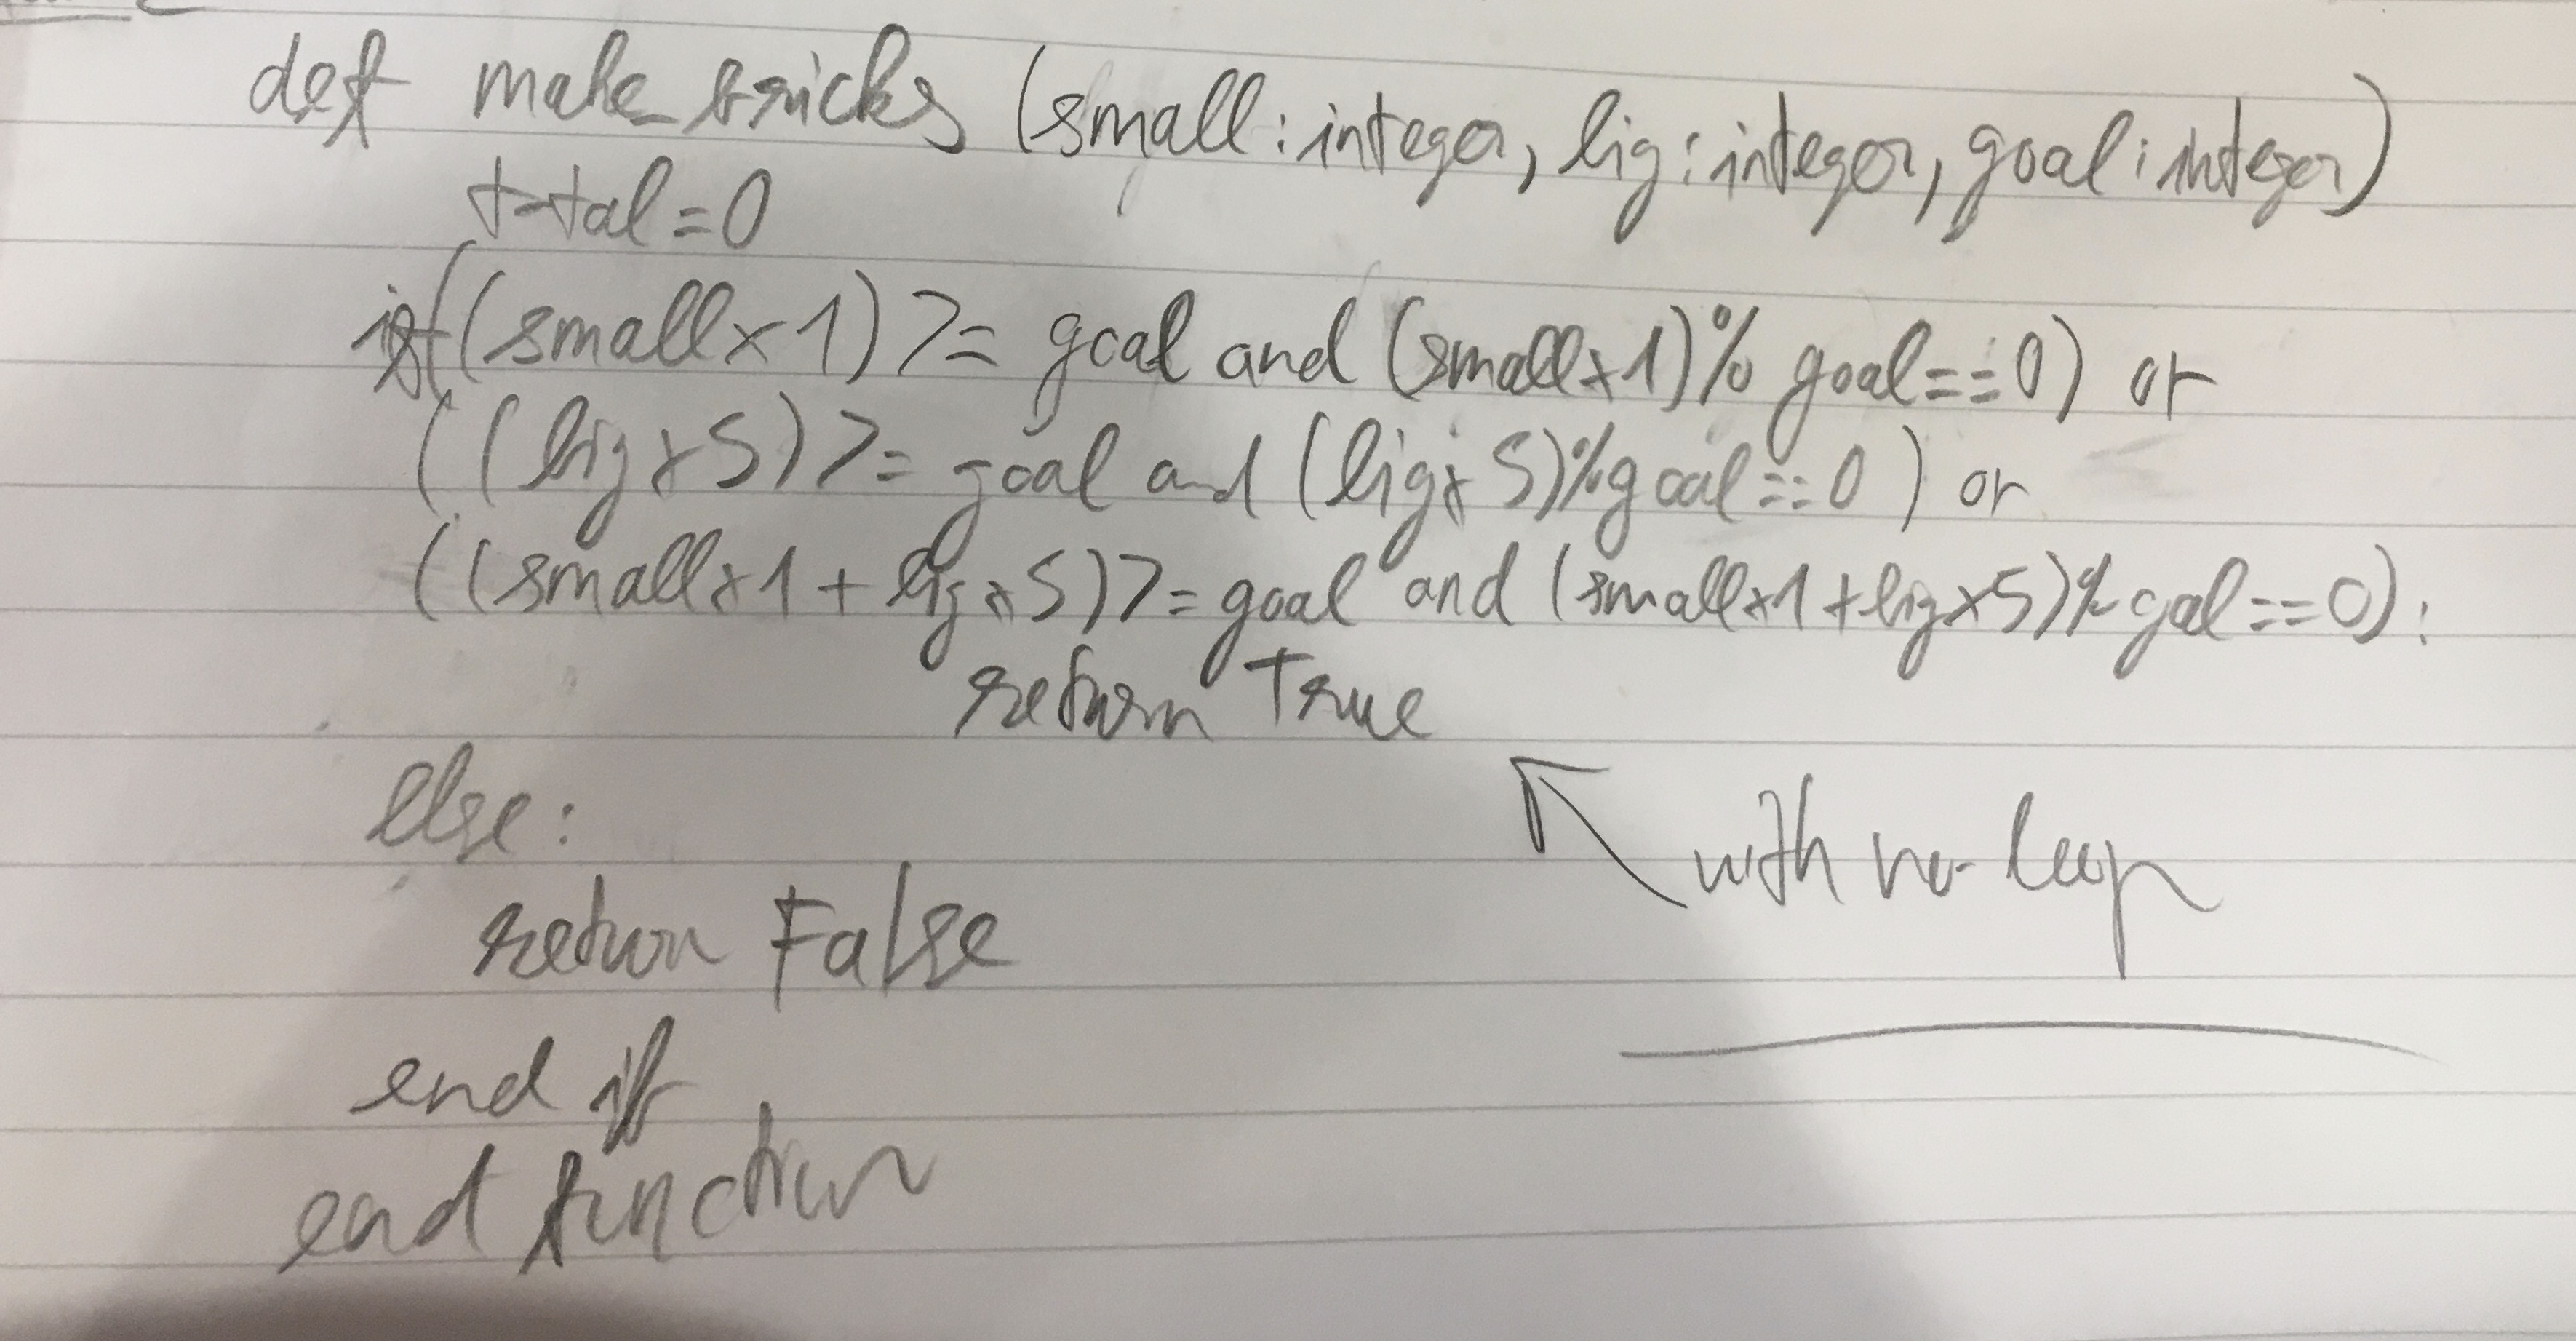 def make_bricks (small : integer, big : integer, goal : integer)
total = 0
if ((small x 1) >= goal and (small x 1) % goal == 0) or
((big x 5) >= goal and (big x 5) % goal == 0) or
((small x 1 + big x 5) >= goal and (small x 1 + big x 5) % goal == 0) :
return True
else :
with no loop
return False
end if
end function